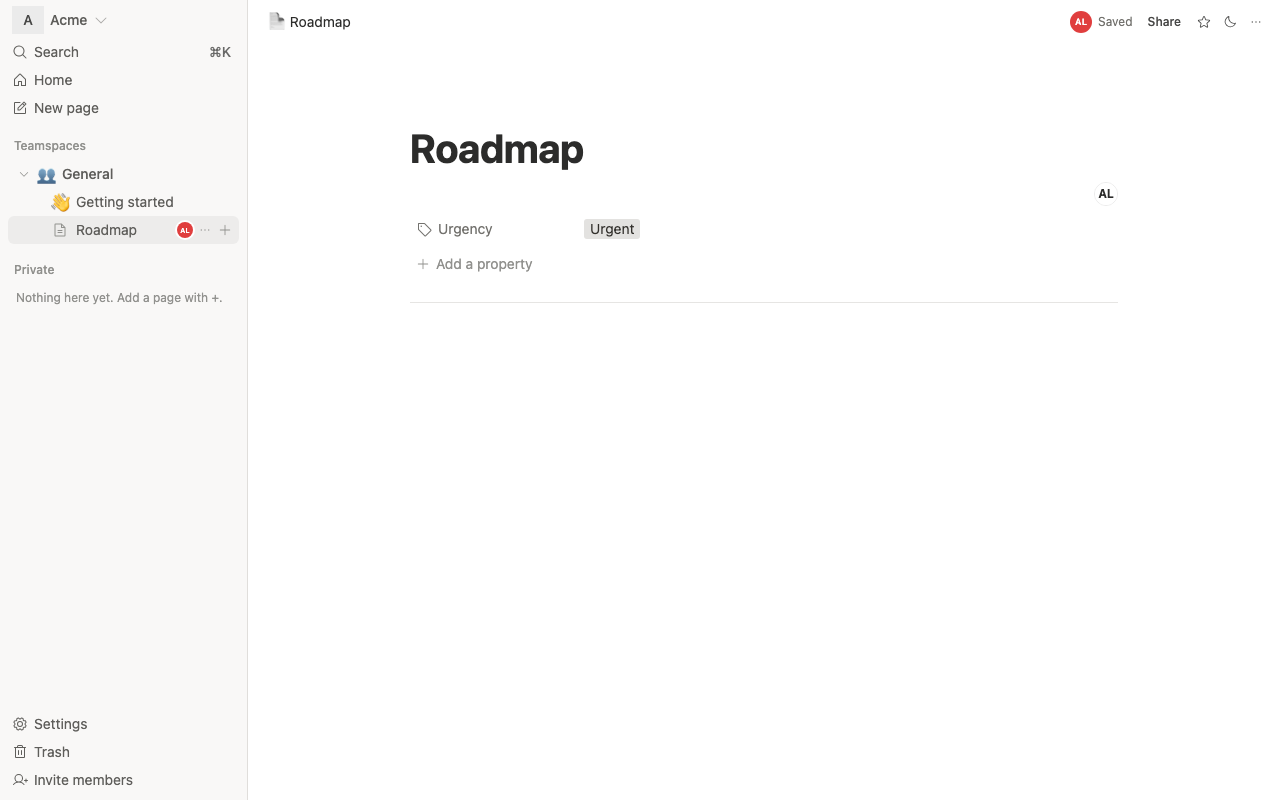 A Acme
Search ⌘K
Home
New page
Teamspaces
General
Getting started
Roadmap AL
Private
Nothing here yet. Add a page with +.
Settings
Trash
Invite members
Roadmap
AL Saved Share
Roadmap
AL
Urgency Urgent
Add a property